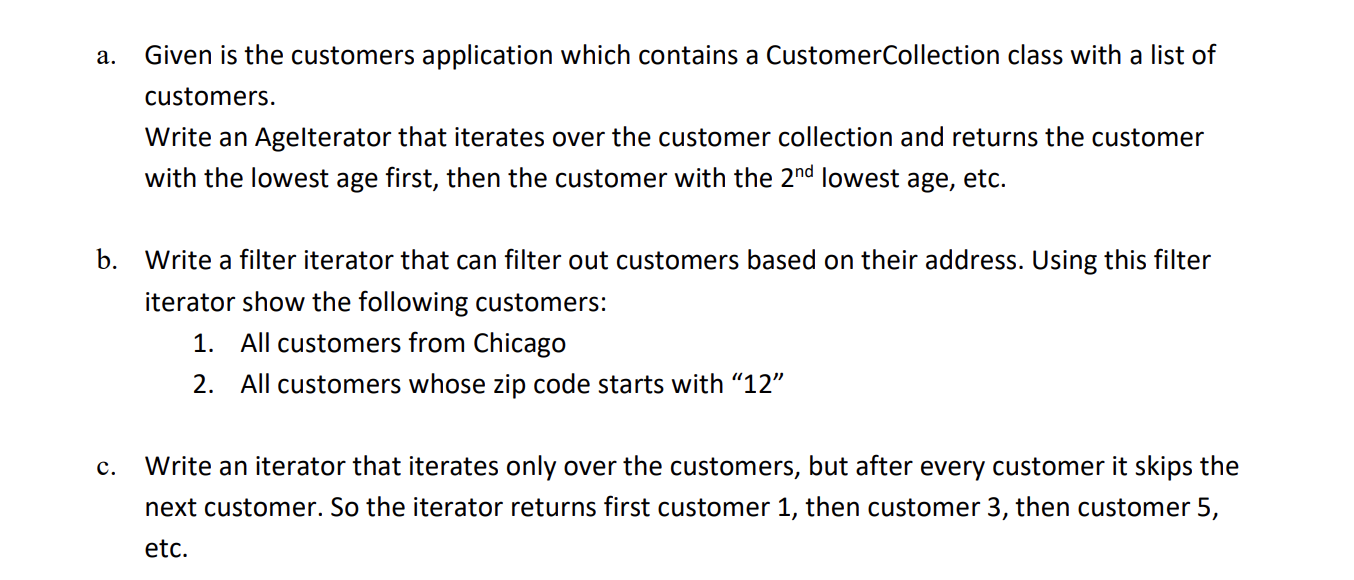 a. Given is the customers application which contains a CustomerCollection class with a list of
customers.
Write an AgeIterator that iterates over the customer collection and returns the customer
with the lowest age first, then the customer with the 2nd lowest age, etc.
b. Write a filter iterator that can filter out customers based on their address. Using this filter
iterator show the following customers:
1. All customers from Chicago
2. All customers whose zip code starts with “12”
c. Write an iterator that iterates only over the customers, but after every customer it skips the
next customer. So the iterator returns first customer 1, then customer 3, then customer 5,
etc.